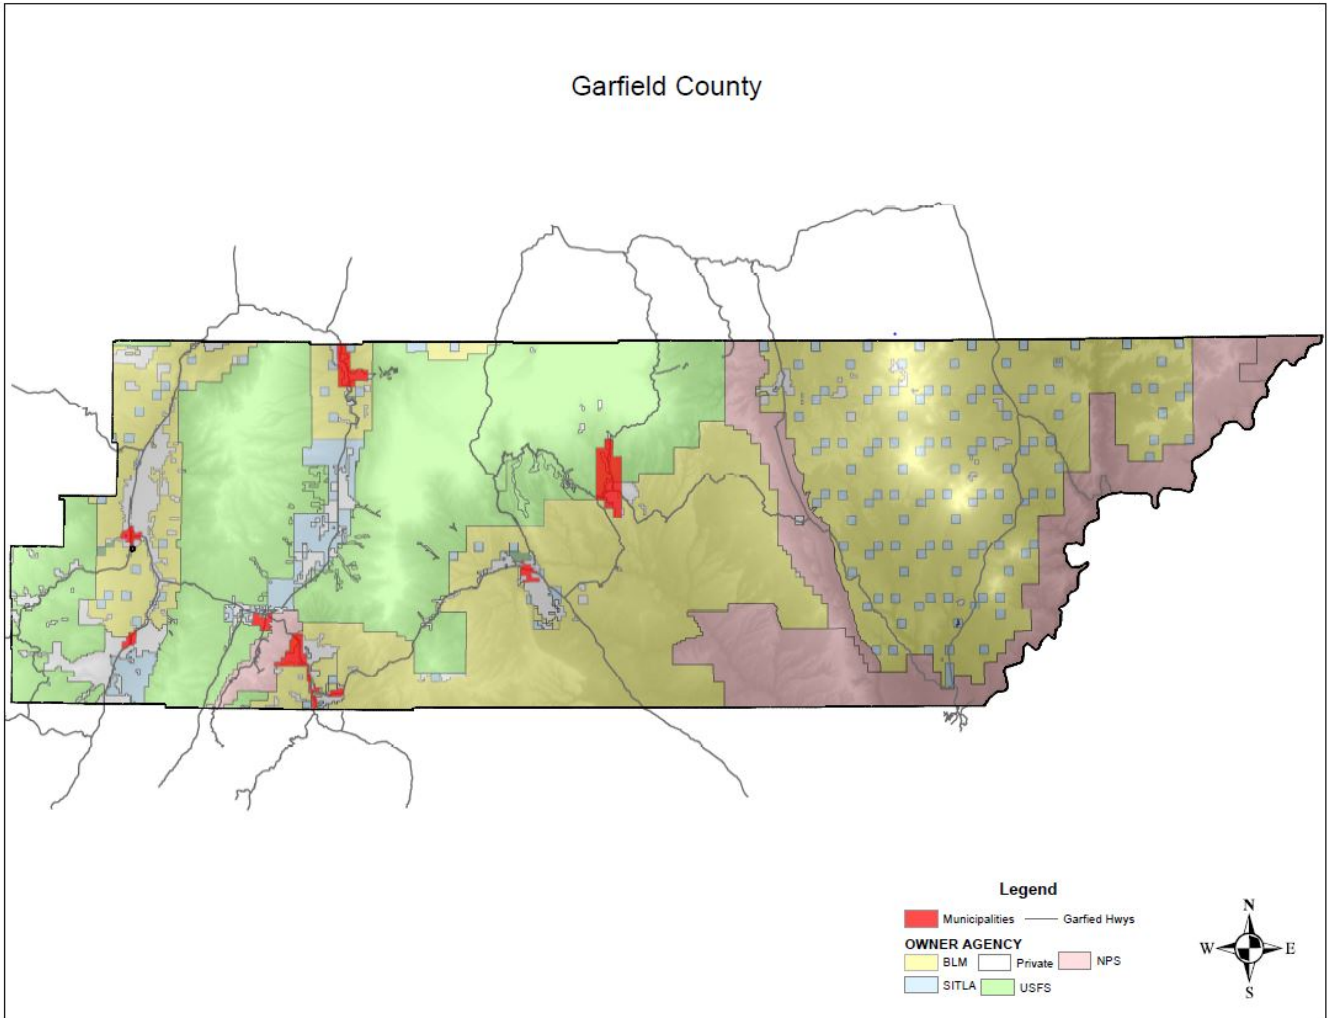 Garfield County
Legend
Municipalities Garfied Hwys
OWNER AGENCY
BLM Private NPS
SITLA USFS
N
W E
S